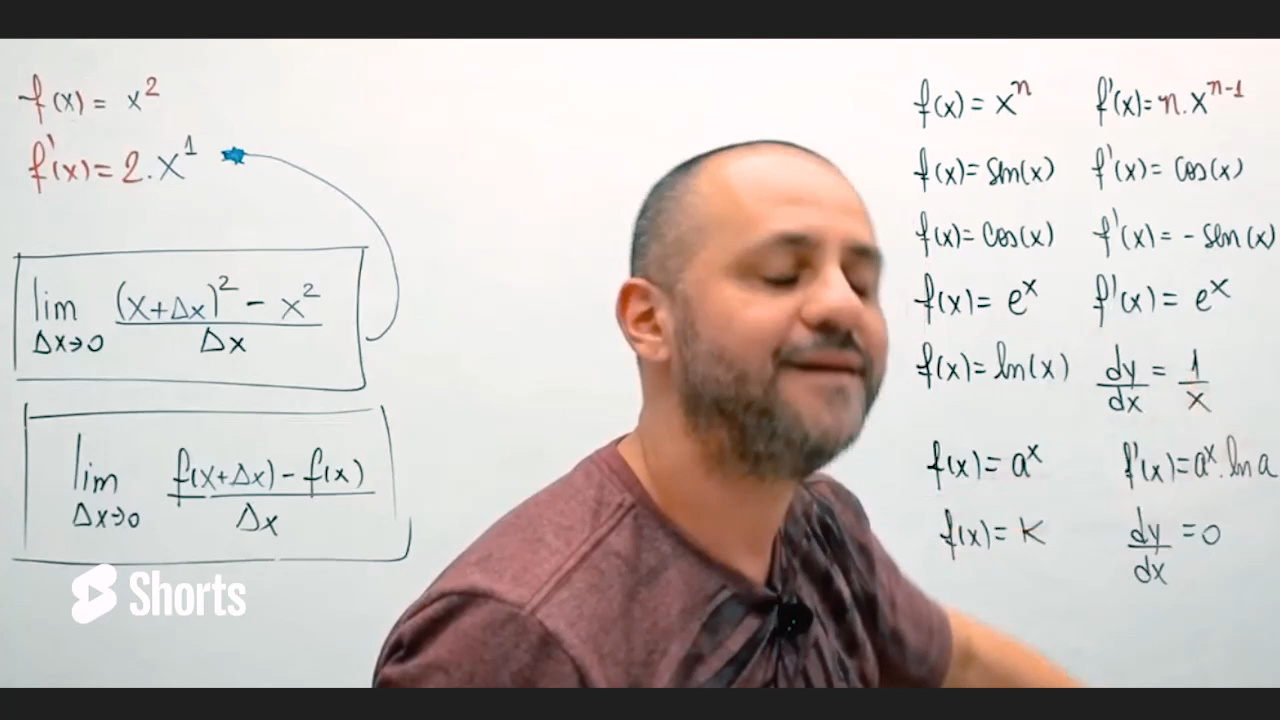 f(x) = x²
f'(x) = 2.x¹
lim (x+Δx)² - x²
Δx→0 Δx
lim f(x+Δx) - f(x)
Δx→0 Δx
Shorts
f(x) = xⁿ f'(x) = n.xⁿ⁻¹
f(x) = sen(x) f'(x) = cos(x)
f(x) = cos(x) f'(x) = - sen(x)
f(x) = eˣ f'(x) = eˣ
f(x) = ln(x) dy/dx = 1/x
f(x) = aˣ f'(x) = aˣ.ln a
f(x) = K dy/dx = 0